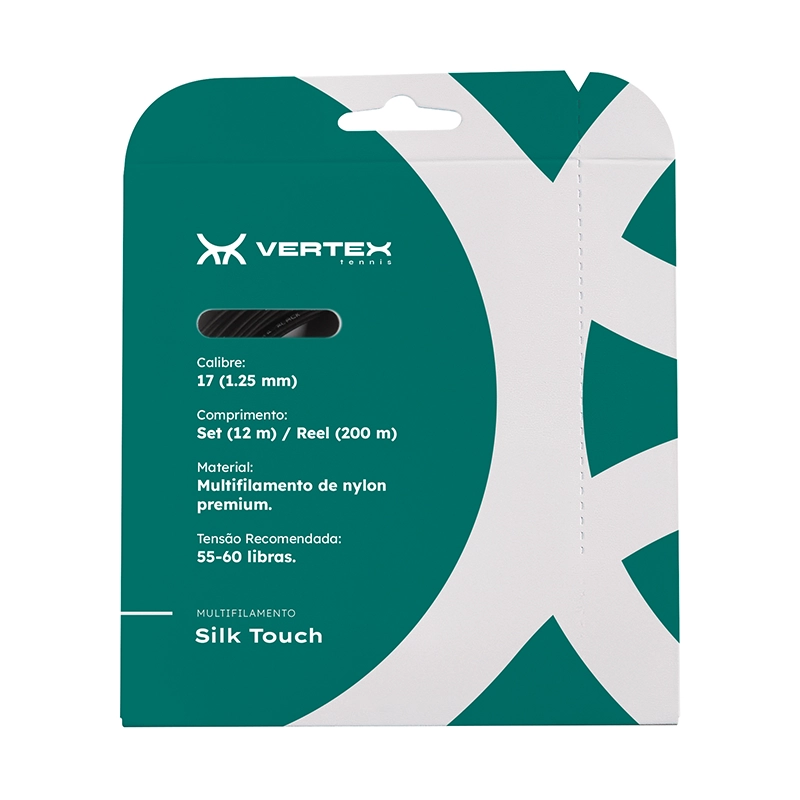 VERTEX
tennis
BLACK
Calibre:
17 (1.25 mm)
Comprimento:
Set (12 m) / Reel (200 m)
Material:
Multifilamento de nylon
premium.
Tensão Recomendada:
55-60 libras.
MULTIFILAMENTO
Silk Touch